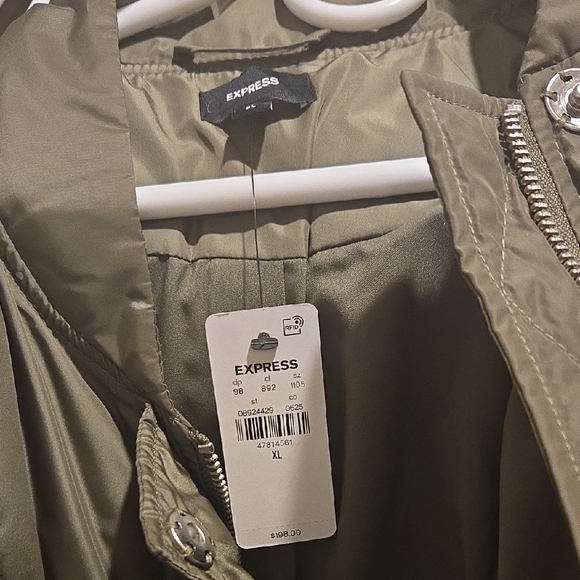 EXPRESS
XL
RFID
EXPRESS
dp cl sz
98 892 1105
st co
08924429 0625
47814561
XL
$198.00